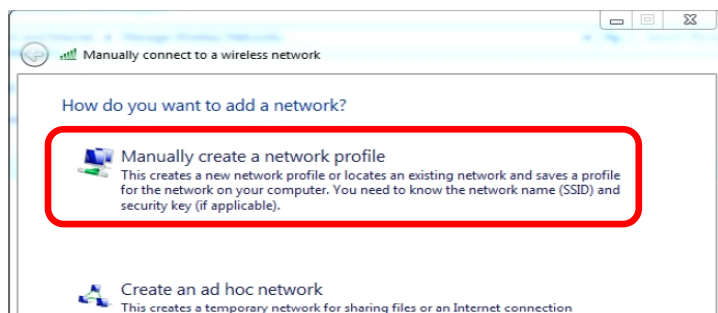 Manually connect to a wireless network
How do you want to add a network?
Manually create a network profile
This creates a new network profile or locates an existing network and saves a profile
for the network on your computer. You need to know the network name (SSID) and
security key (if applicable).
Create an ad hoc network
This creates a temporary network for sharing files or an Internet connection